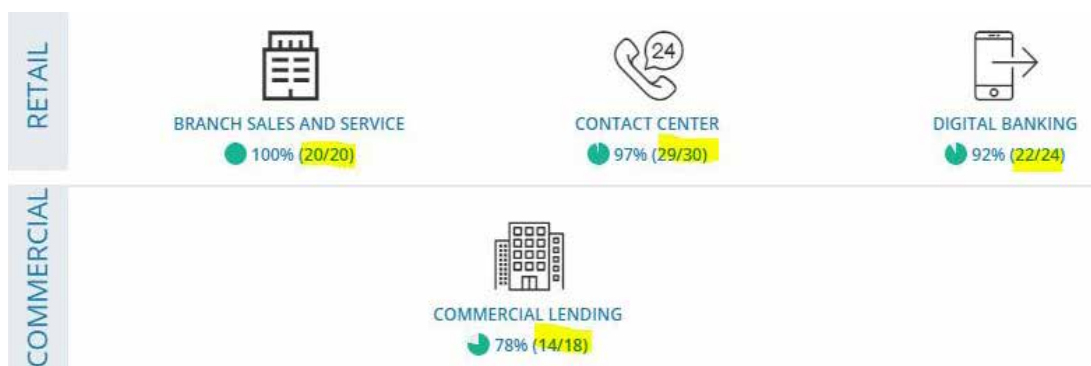 RETAIL
24
BRANCH SALES AND SERVICE
100% (20/20)
CONTACT CENTER
97% (29/30)
DIGITAL BANKING
92% (22/24)
COMMERCIAL
COMMERCIAL LENDING
78% (14/18)